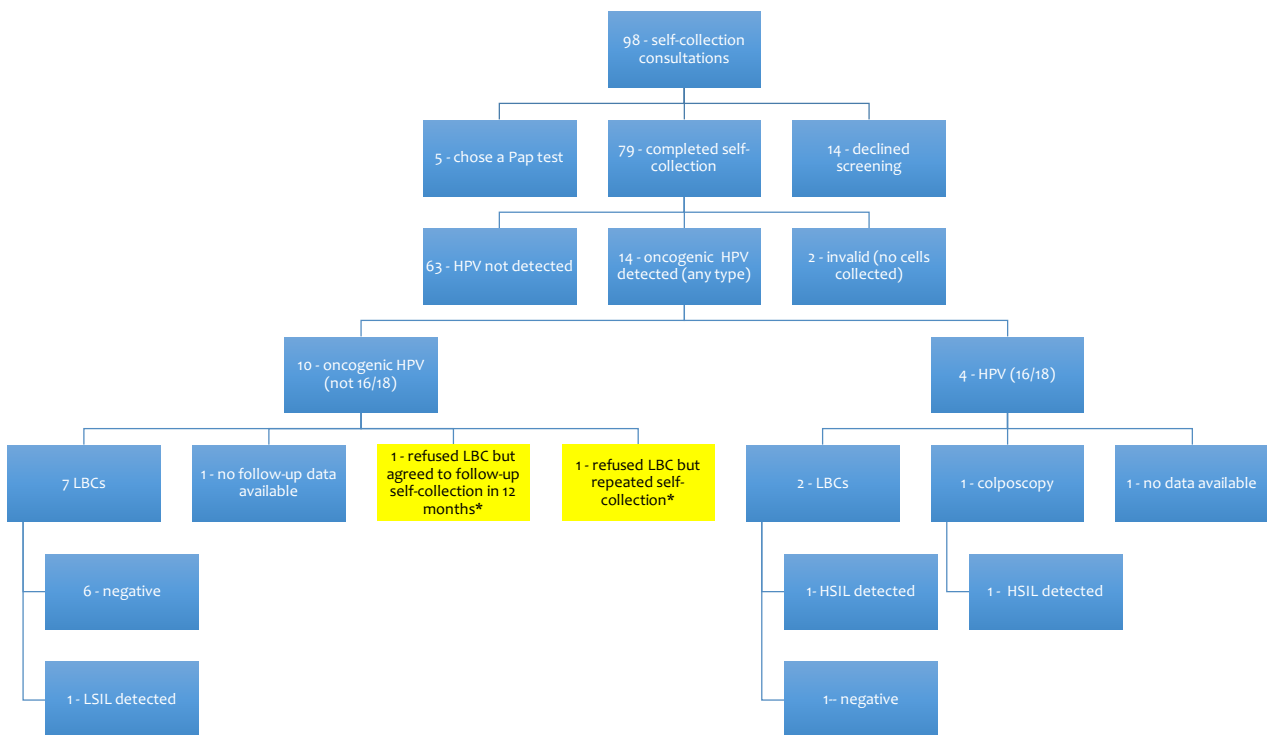 98 - self-collection
consultations
5 - chose a Pap test
79 - completed self-
collection
14 - declined
screening
63 - HPV not detected
14 - oncogenic HPV
detected (any type)
2 - invalid (no cells
collected)
10 - oncogenic HPV
(not 16/18)
4 - HPV (16/18)
7 LBCs
1 - no follow-up data
available
1 - refused LBC but
agreed to follow-up
self-collection in 12
months*
1 - refused LBC but
repeated self-
collection*
2 - LBCs
1 - colposcopy
1 - no data available
6 - negative
1- HSIL detected
1 - HSIL detected
1 - LSIL detected
1-- negative